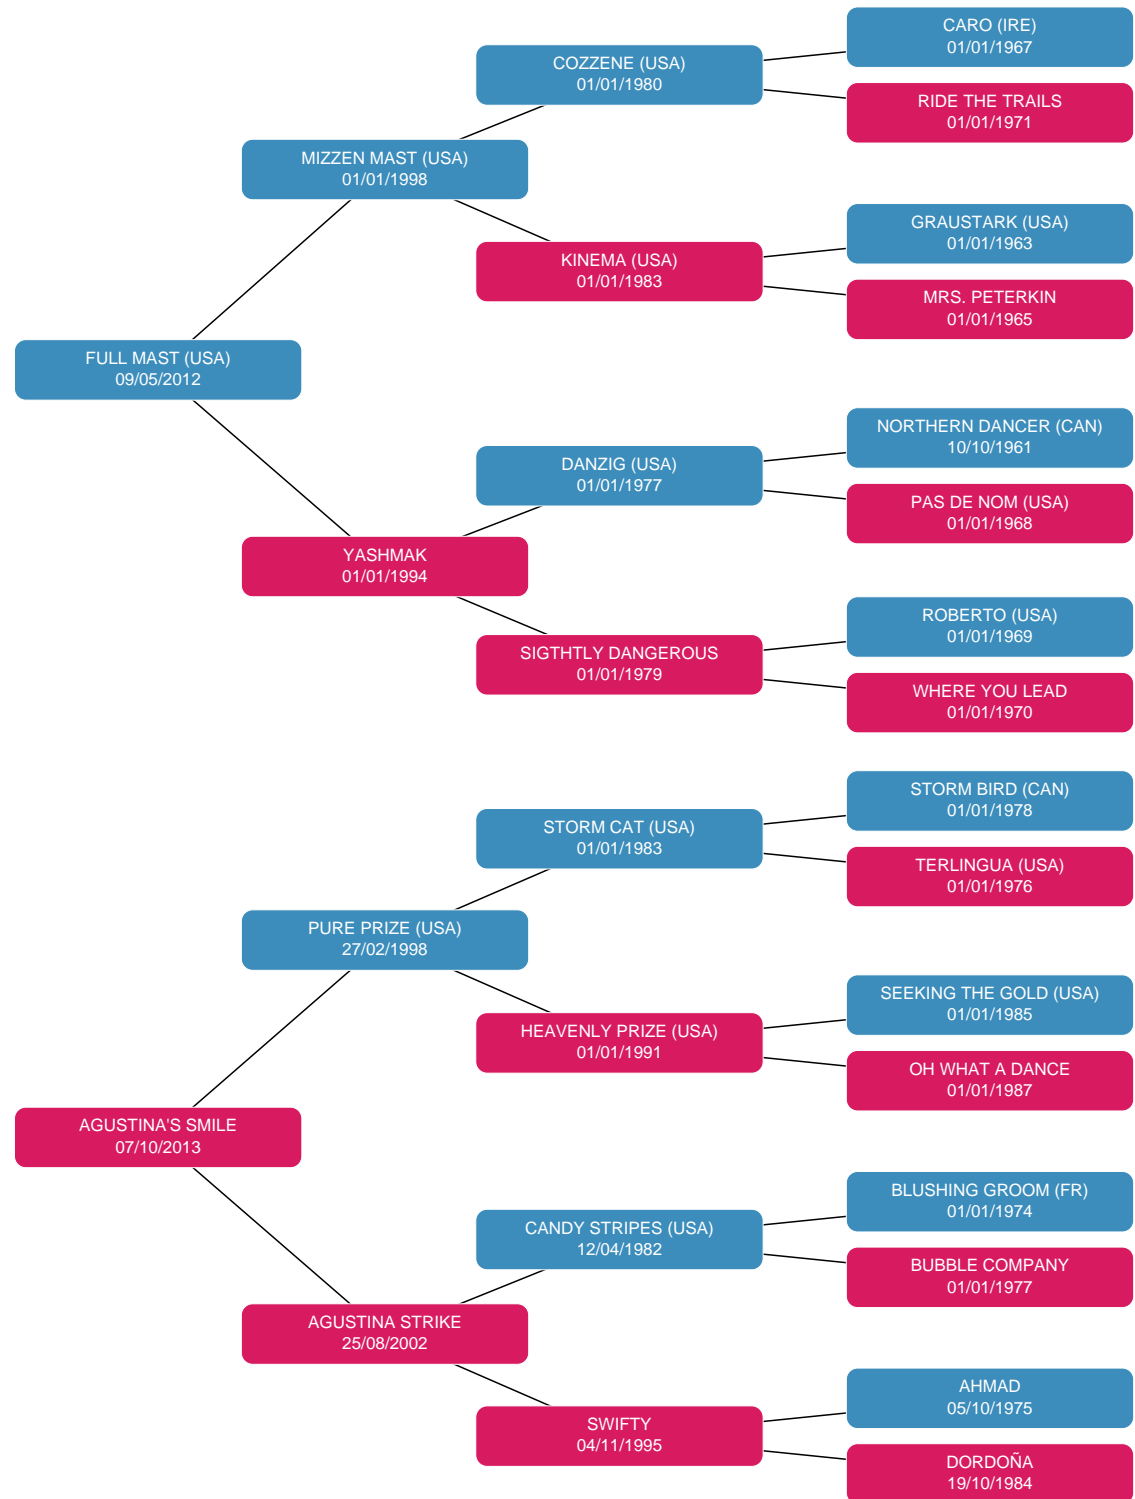 CARO (IRE)
01/01/1967
COZZENE (USA)
01/01/1980
RIDE THE TRAILS
01/01/1971
MIZZEN MAST (USA)
01/01/1998
GRAUSTARK (USA)
01/01/1963
KINEMA (USA)
01/01/1983
MRS. PETERKIN
01/01/1965
FULL MAST (USA)
09/05/2012
NORTHERN DANCER (CAN)
10/10/1961
DANZIG (USA)
01/01/1977
PAS DE NOM (USA)
01/01/1968
YASHMAK
01/01/1994
ROBERTO (USA)
01/01/1969
SIGTHTLY DANGEROUS
01/01/1979
WHERE YOU LEAD
01/01/1970
STORM BIRD (CAN)
01/01/1978
STORM CAT (USA)
01/01/1983
TERLINGUA (USA)
01/01/1976
PURE PRIZE (USA)
27/02/1998
SEEKING THE GOLD (USA)
01/01/1985
HEAVENLY PRIZE (USA)
01/01/1991
OH WHAT A DANCE
01/01/1987
AGUSTINA'S SMILE
07/10/2013
BLUSHING GROOM (FR)
01/01/1974
CANDY STRIPES (USA)
12/04/1982
BUBBLE COMPANY
01/01/1977
AGUSTINA STRIKE
25/08/2002
AHMAD
05/10/1975
SWIFTY
04/11/1995
DORDOÑA
19/10/1984